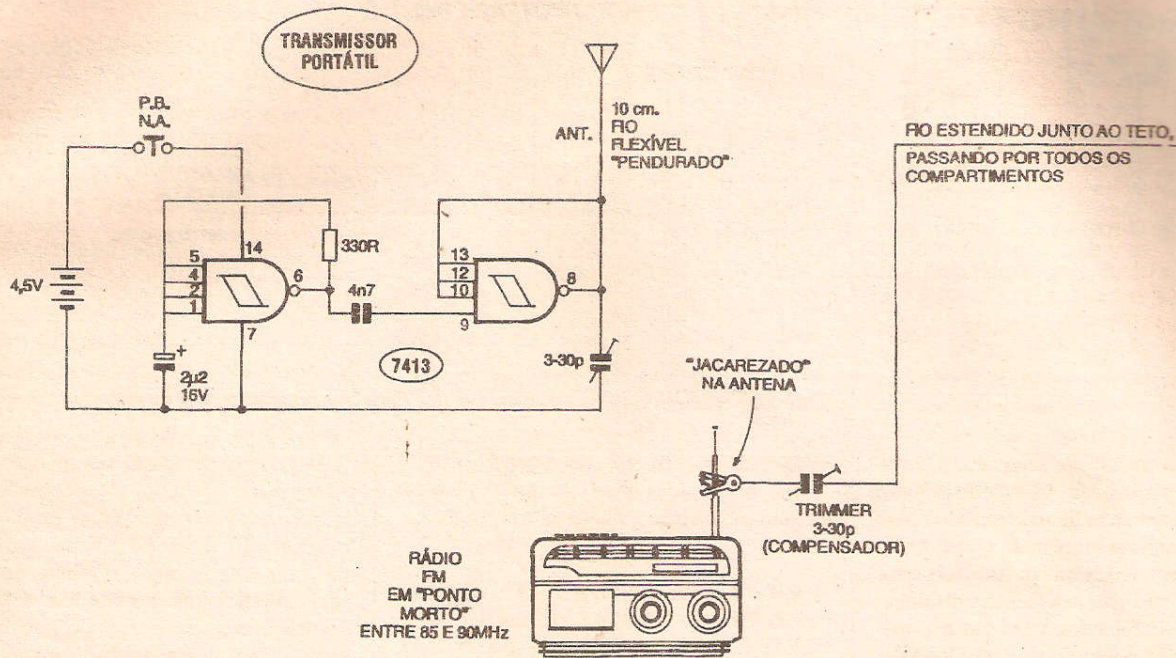 TRANSMISSOR
PORTÁTIL
P.B.
N.A.
ANT.
10 cm.
FIO
FLEXÍVEL
"PENDURADO"
FIO ESTENDIDO JUNTO AO TETO,
PASSANDO POR TODOS OS
COMPARTIMENTOS
4,5V
5
4
2
1
14
7
6
330R
4n7
13
12
10
9
8
+
2µ2
16V
7413
3-30p
"JACAREZADO"
NA ANTENA
TRIMMER
3-30p
(COMPENSADOR)
RÁDIO
FM
EM "PONTO
MORTO"
ENTRE 85 E 90MHz